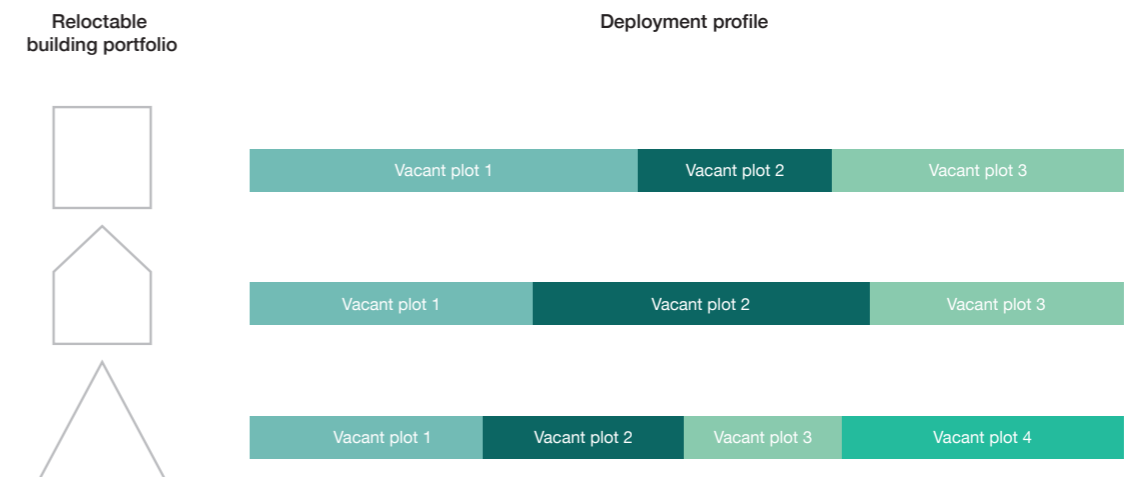 Reloctable
building portfolio
Deployment profile
Vacant plot 1
Vacant plot 2
Vacant plot 3
Vacant plot 1
Vacant plot 2
Vacant plot 3
Vacant plot 1
Vacant plot 2
Vacant plot 3
Vacant plot 4